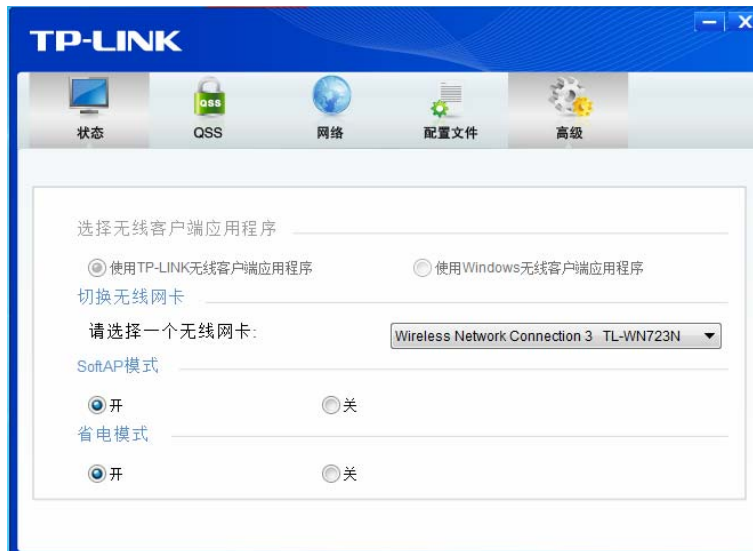 TP-LINK
状态 QSS 网络 配置文件 高级
选择无线客户端应用程序
使用TP-LINK无线客户端应用程序 使用Windows无线客户端应用程序
切换无线网卡
请选择一个无线网卡: Wireless Network Connection 3 TL-WN723N
SoftAP模式
开 关
省电模式
开 关